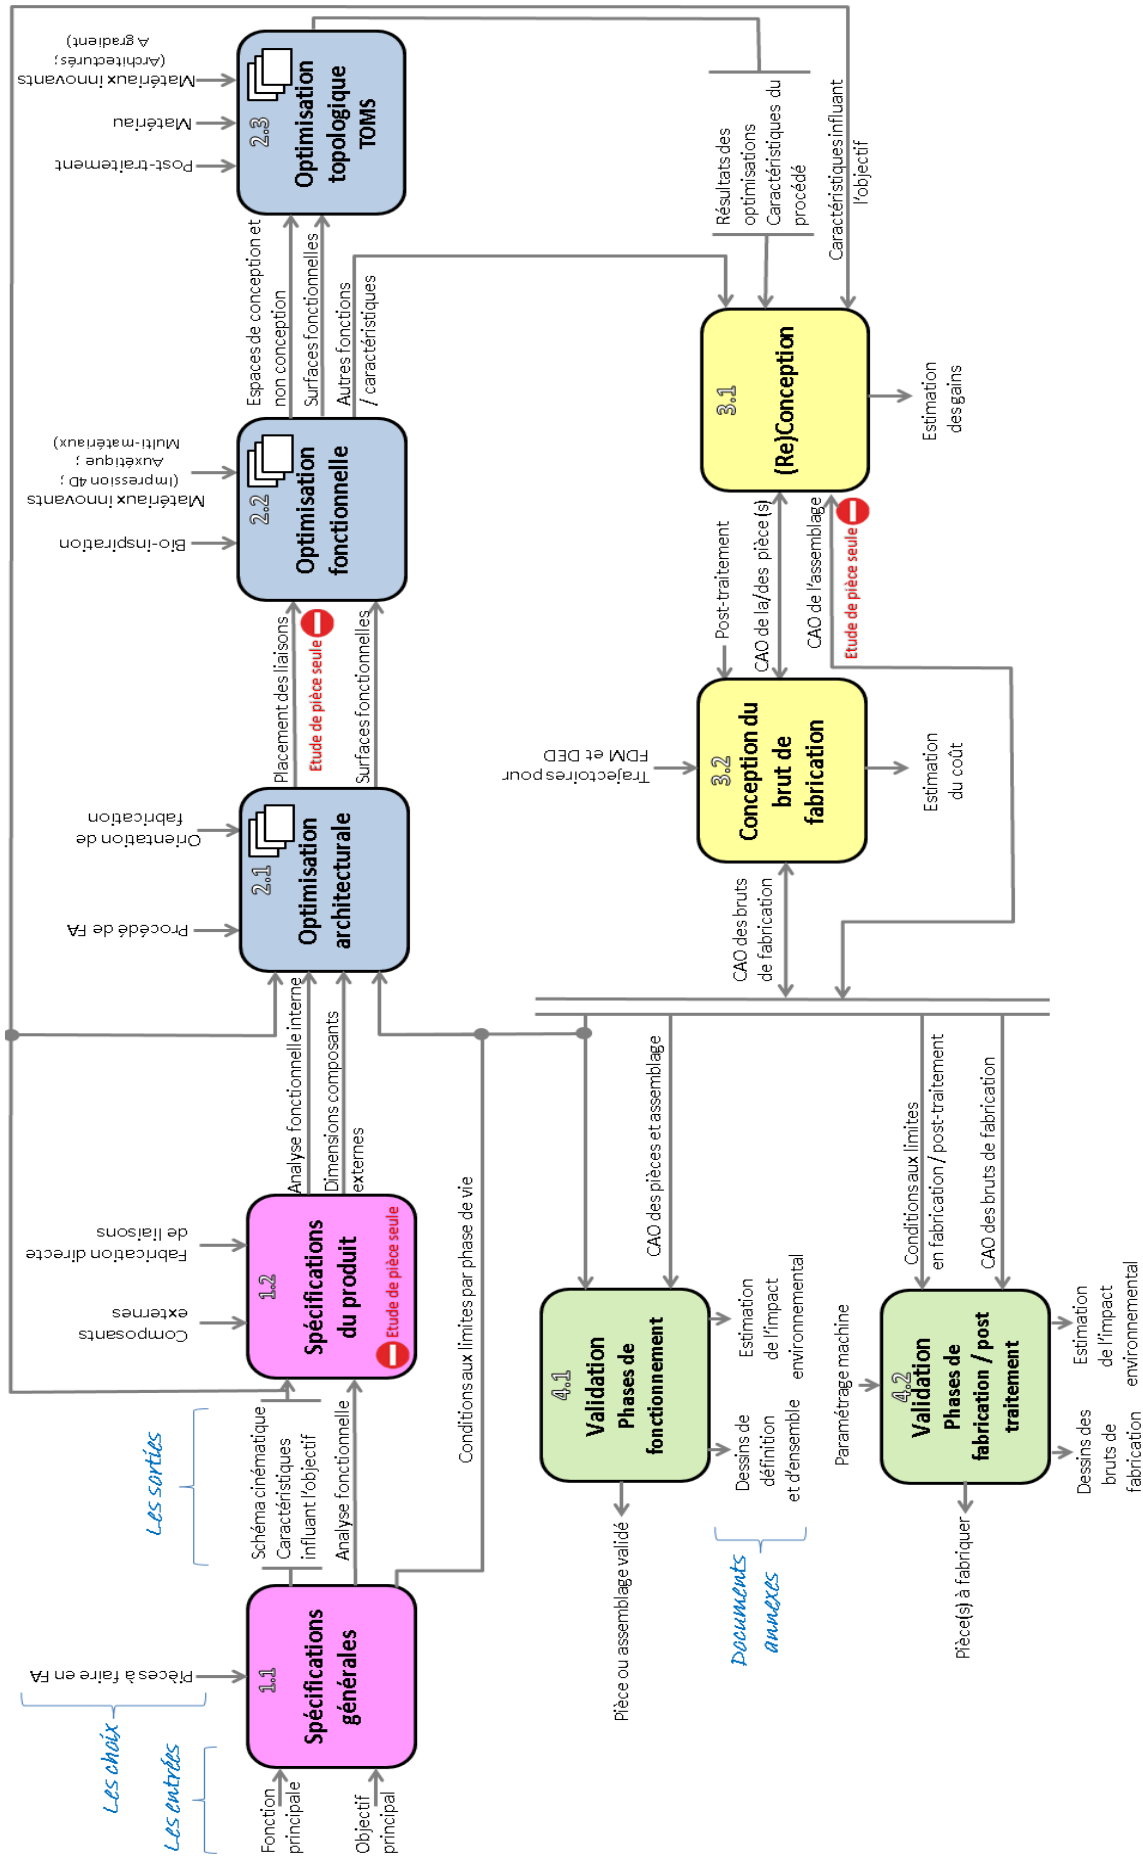 Les choix
Les entrées
Les sorties
Pièces à faire en FA
Fonction
principale
Objectif
principal
1.1
Spécifications
générales
Schéma cinématique
Caractéristiques
influant l'objectif
Analyse fonctionnelle
Conditions aux limites par phase de vie
Composants
externes
Fabrication directe
de liaisons
1.2
Spécifications
du produit
Etude de pièce seule
Analyse fonctionnelle interne
Dimensions composants
externes
Procédé de FA
Orientation de
fabrication
2.1
Optimisation
architecturale
Placement des liaisons
Etude de pièce seule
Surfaces fonctionnelles
Bio-inspiration
Matériaux innovants
(Impression 4D ;
Auxétique ;
Multi-matériaux)
2.2
Optimisation
fonctionnelle
Espaces de conception et
non conception
Surfaces fonctionnelles
Autres fonctions
/ caractéristiques
Post-traitement
Matériau
Matériaux innovants
(Architecturés ;
A gradient)
2.3
Optimisation
topologique
TOMS
Résultats des
optimisations
Caractéristiques du
procédé
Caractéristiques influant
l'objectif
3.1
(Re)Conception
Estimation
des gains
Post-traitement
CAO de la/des pièce(s)
CAO de l'assemblage
Etude de pièce seule
Trajectoires pour
FDM et DED
3.2
Conception du
brut de
fabrication
Estimation
du coût
CAO des bruts
de fabrication
CAO des pièces et assemblage
Conditions aux limites
en fabrication / post-traitement
CAO des bruts de fabrication
4.1
Validation
Phases de
fonctionnement
Pièce ou assemblage validé
Dessins de
définition
et d'ensemble
Estimation
de l'impact
environnemental
Documents
annexes
Paramétrage machine
4.2
Validation
Phases de
fabrication / post
traitement
Pièce(s) à fabriquer
Dessins des
bruts de
fabrication
Estimation
de l'impact
environnemental